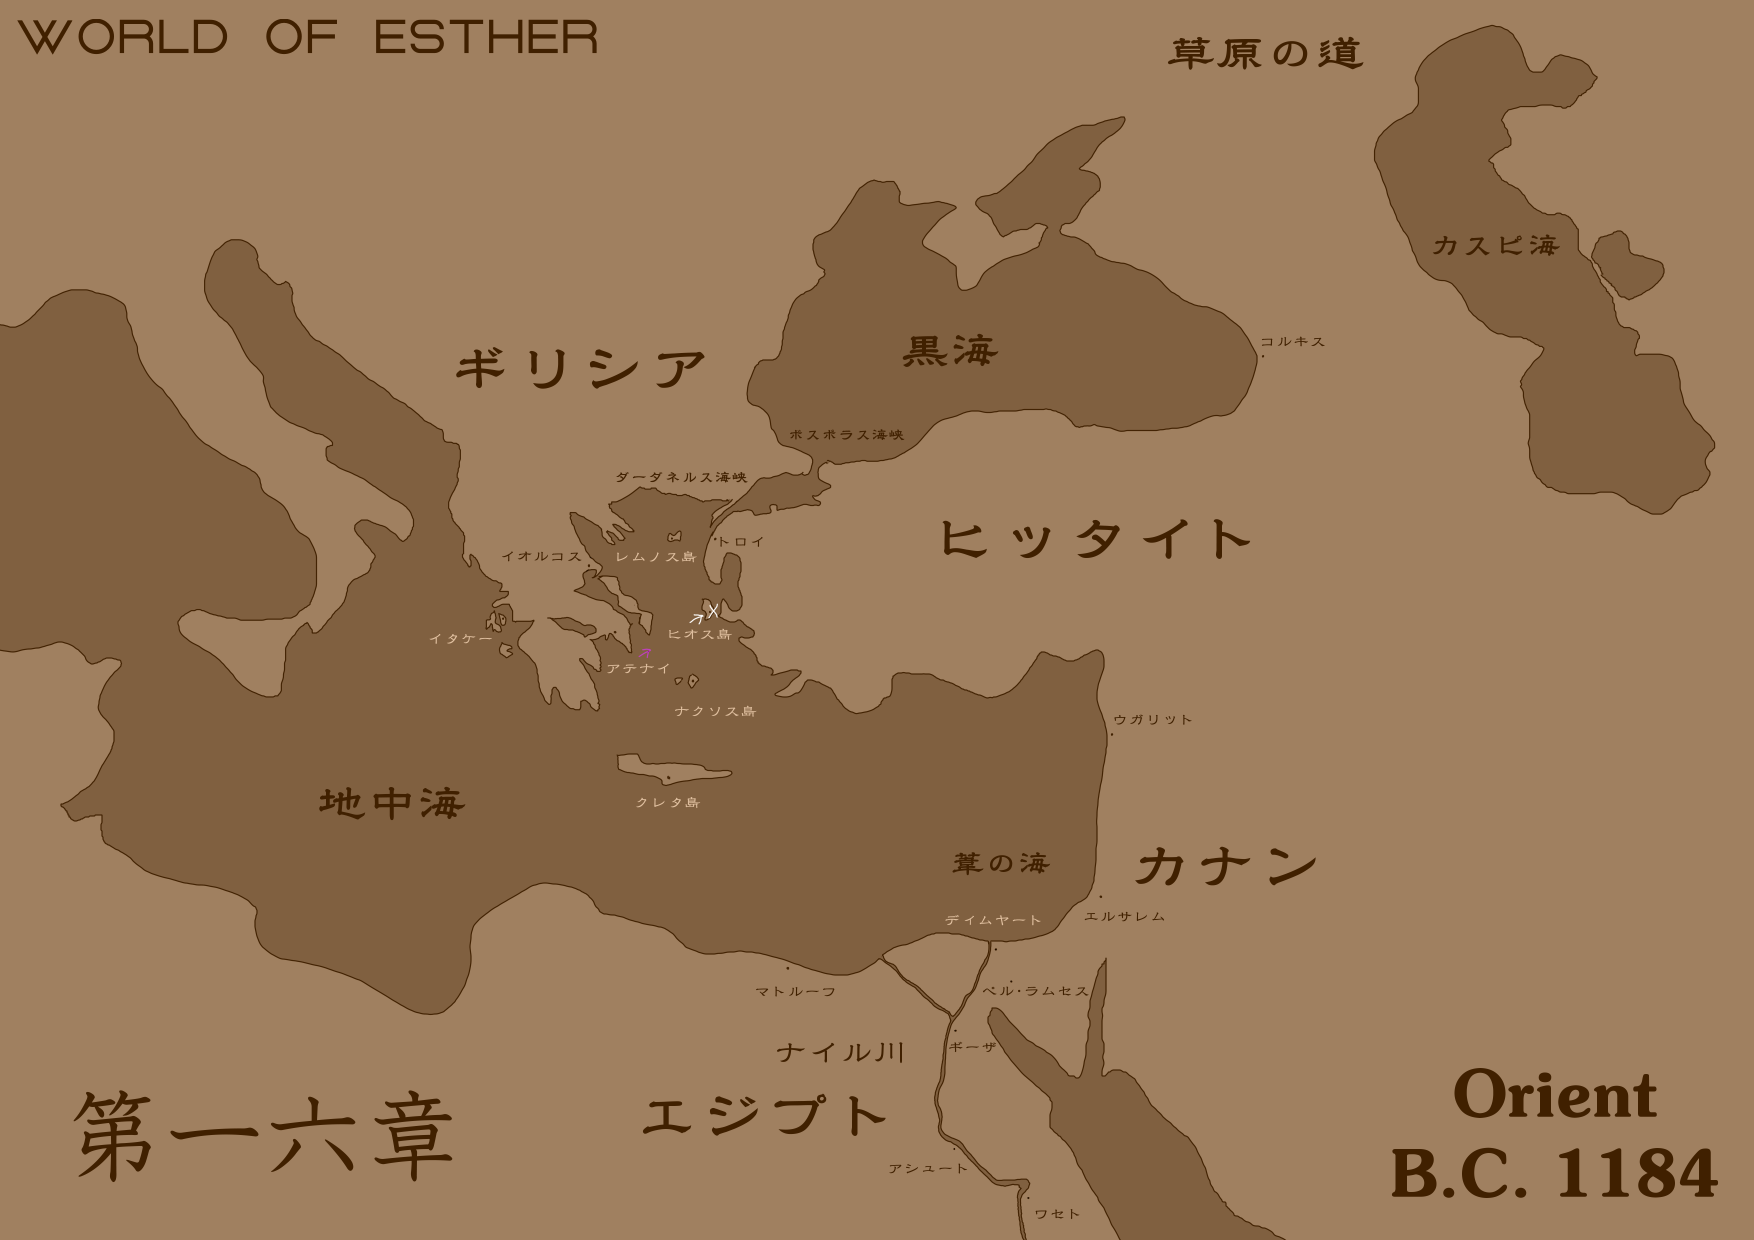 WORLD OF ESTHER
草原の道
カスピ海
ギリシア
黒海
コルキス
ボスポラス海峡
ダーダネルス海峡
ヒッタイト
トロイ
イオルコス
レムノス島
イタケー
ヒオス島
アテナイ
ナクソス島
ウガリット
地中海
クレタ島
葦の海
カナン
ディムヤート
エルサレム
マトルーフ
ペル・ラムセス
ナイル川
ギーザ
エジプト
第一六章
Orient
B.C. 1184
アシュート
ワセト